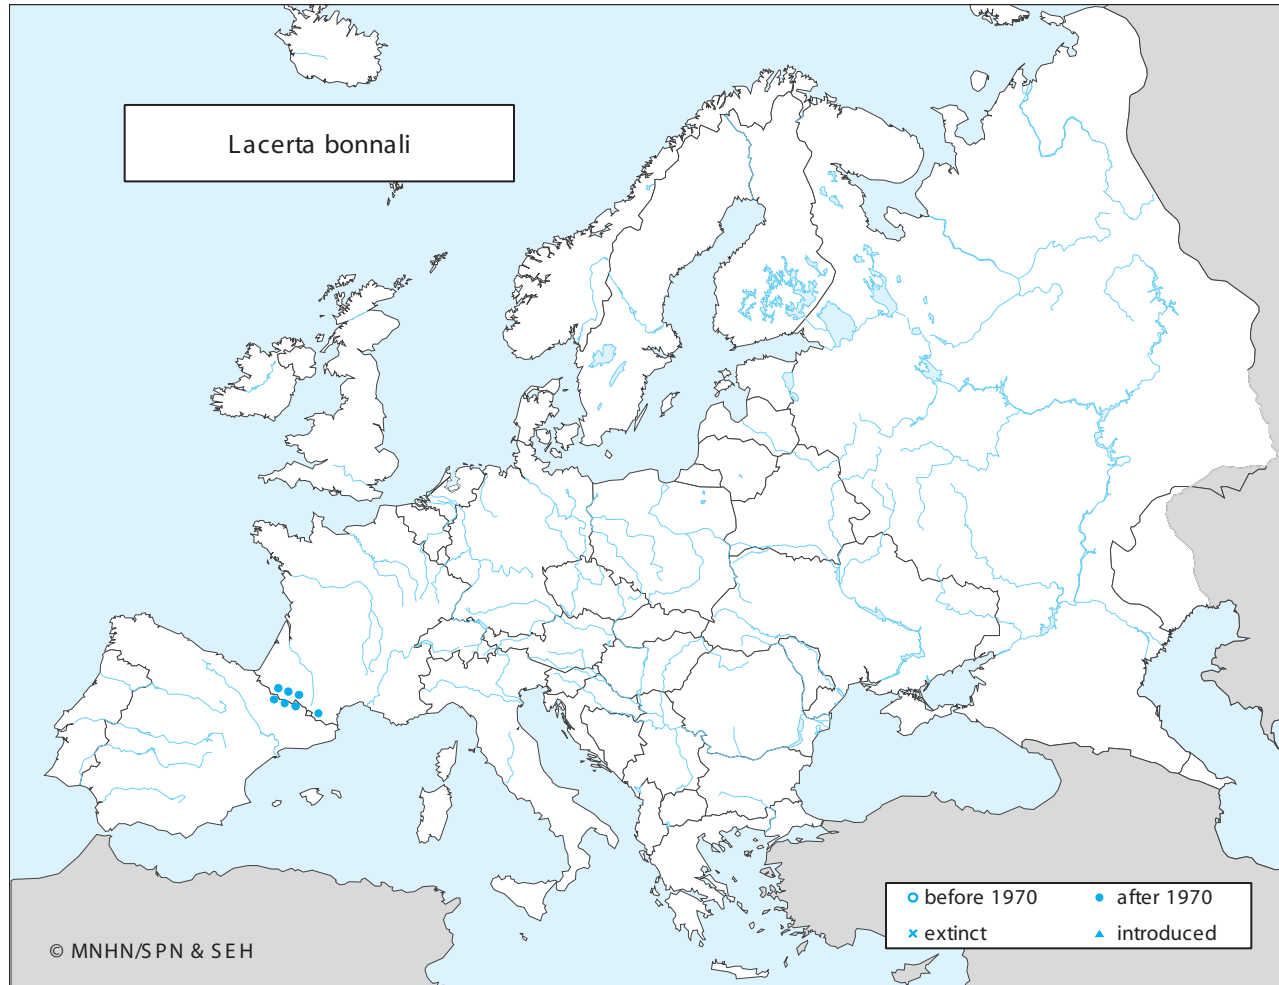 Lacerta bonnali
before 1970
after 1970
extinct
introduced
© MNHN/SPN & SEH